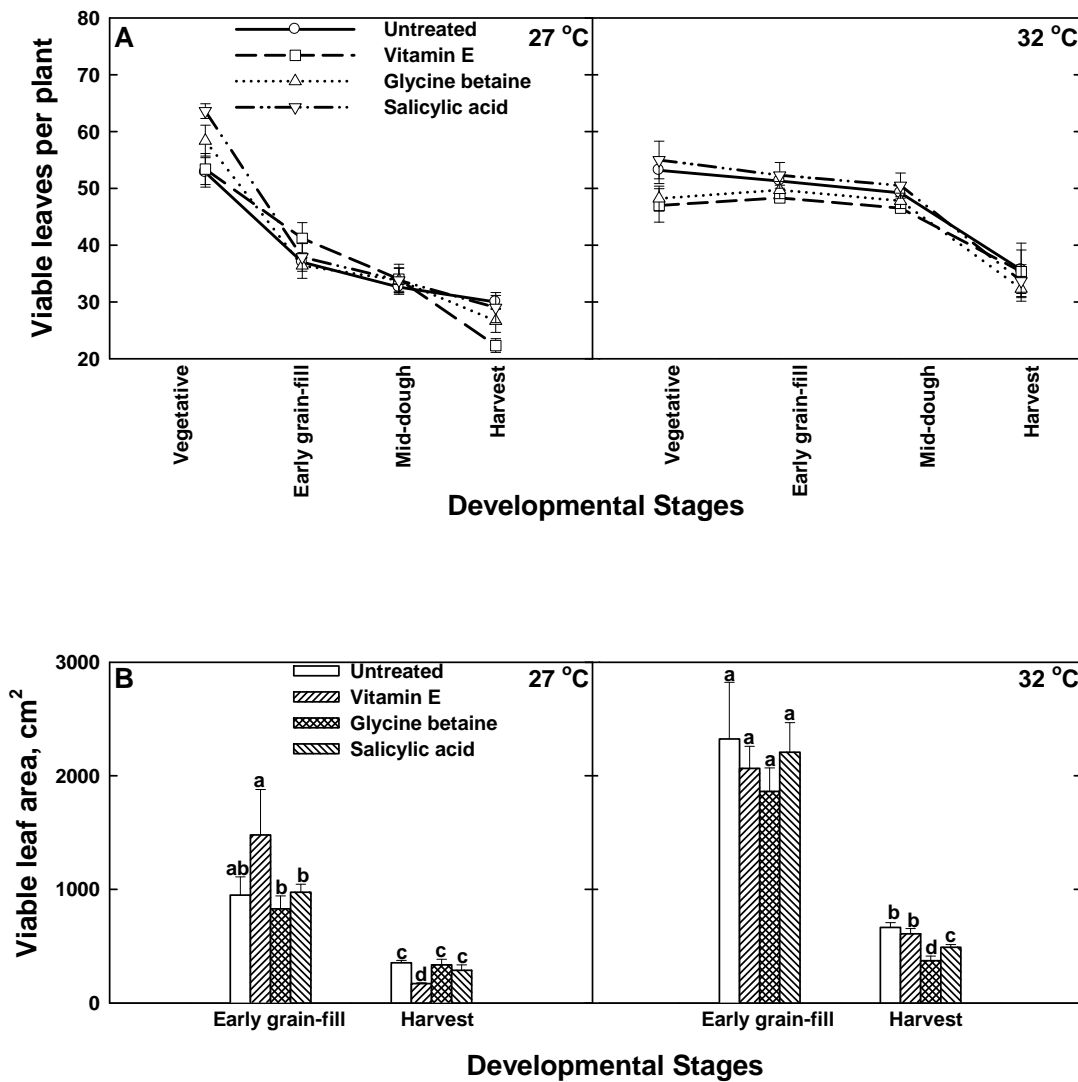 A
Untreated
Vitamin E
Glycine betaine
Salicylic acid
27 °C
32 °C
Viable leaves per plant
80
70
60
50
40
30
20
Vegetative
Early grain-fill
Mid-dough
Harvest
Vegetative
Early grain-fill
Mid-dough
Harvest
Developmental Stages
B
Untreated
Vitamin E
Glycine betaine
Salicylic acid
27 °C
32 °C
Viable leaf area, cm²
3000
2000
1000
0
ab
a
b
b
c
d
c
c
a
a
a
a
b
b
d
c
Early grain-fill
Harvest
Early grain-fill
Harvest
Developmental Stages